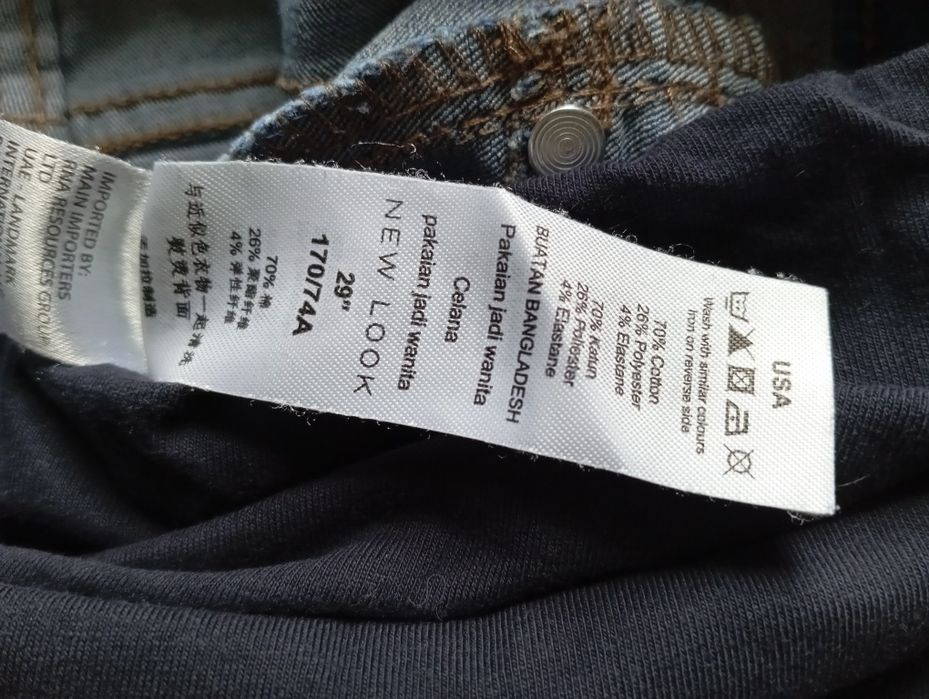 USA
Wash with similar colours
Iron on reverse side
70% Cotton
26% Polyester
4% Elastane
70% Katun
26% Poliester
4% Elastane
BUATAN BANGLADESH
Pakaian jadi wanita
Celana
pakaian jadi wanita
NEW LOOK
29"
170/74A
70% 棉
26% 聚酯纤维
4% 弹性纤维
与近似色衣物一起
熨烫背面
IMPORTED BY:
MAIN IMPORTERS
RNA RESOURCES GROUP
LTD
UAE - LANDMARK